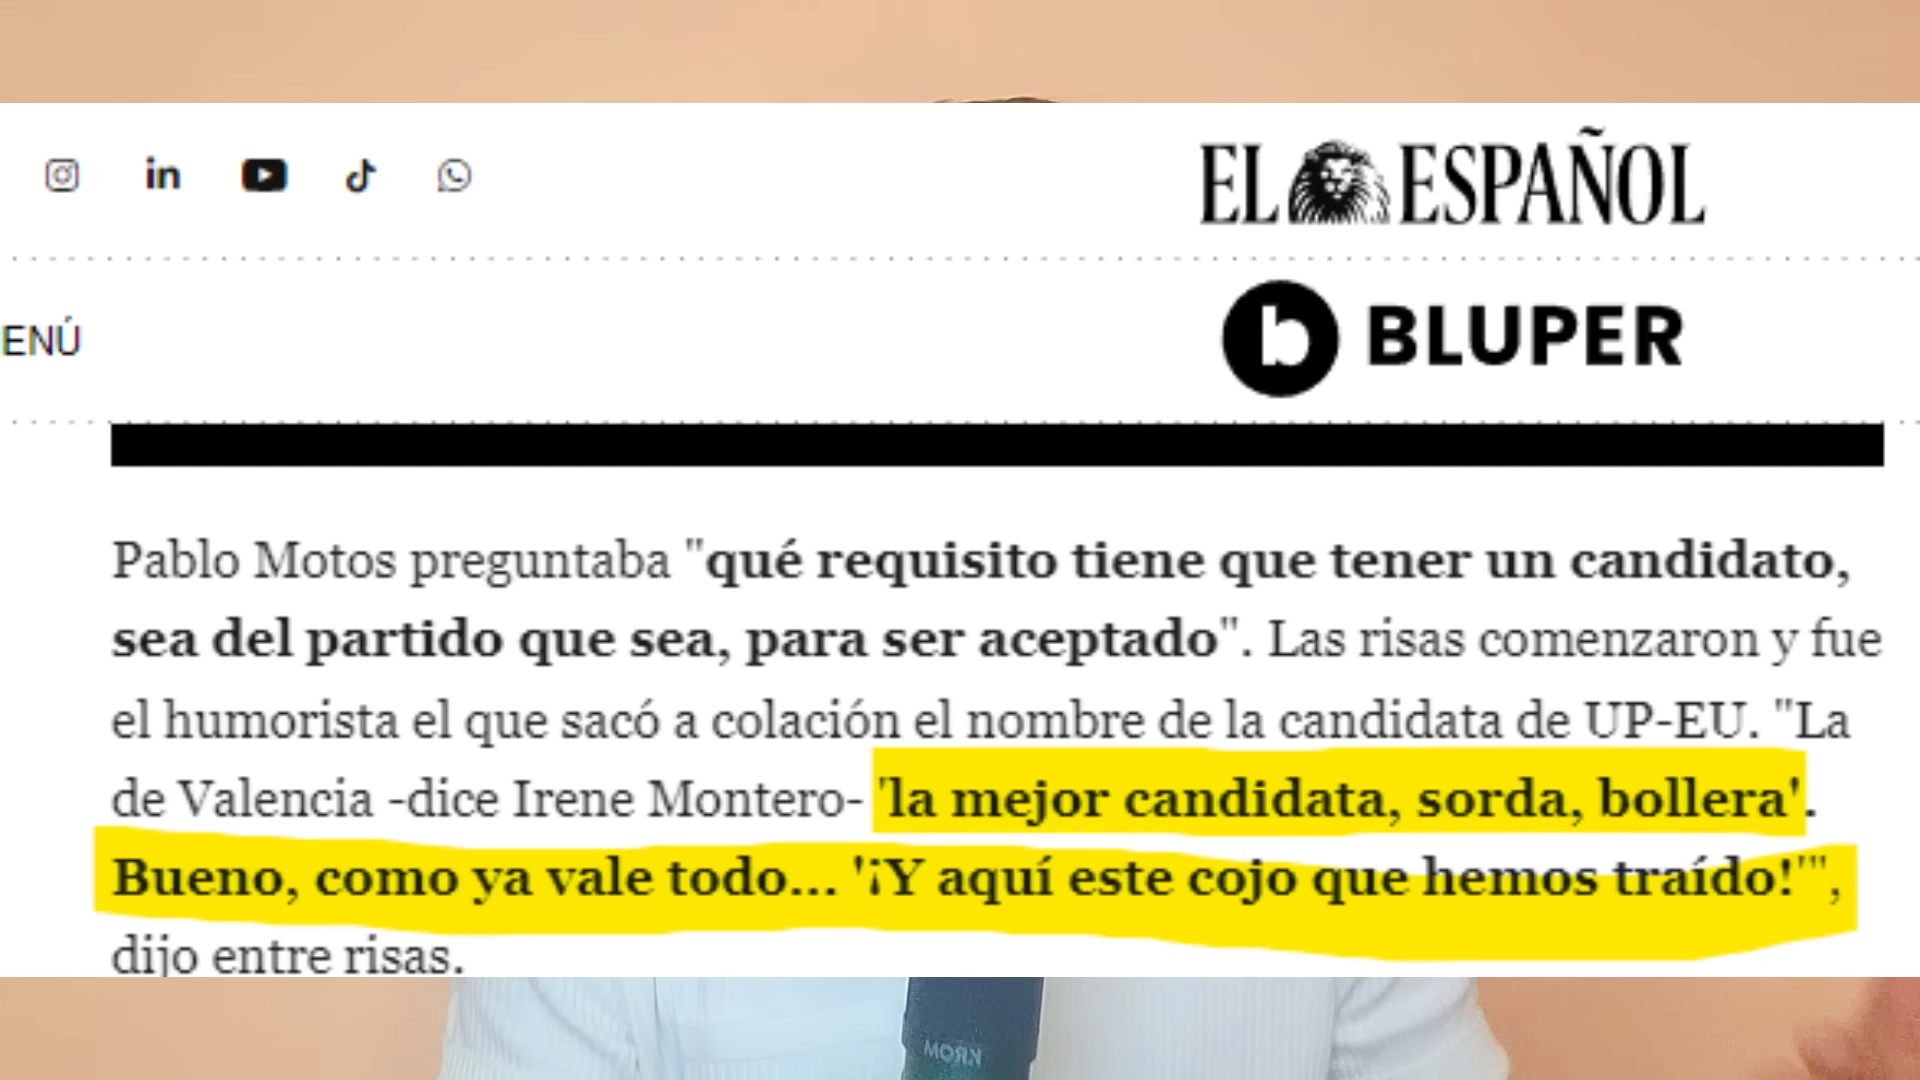 in
EL ESPAÑOL
ENÚ
b BLUPER
Pablo Motos preguntaba "qué requisito tiene que tener un candidato,
sea del partido que sea, para ser aceptado". Las risas comenzaron y fue
el humorista el que sacó a colación el nombre de la candidata de UP-EU. "La
de Valencia -dice Irene Montero- 'la mejor candidata, sorda, bollera'.
Bueno, como ya vale todo... '¡Y aquí este cojo que hemos traído!'",
dijo entre risas.
KROM